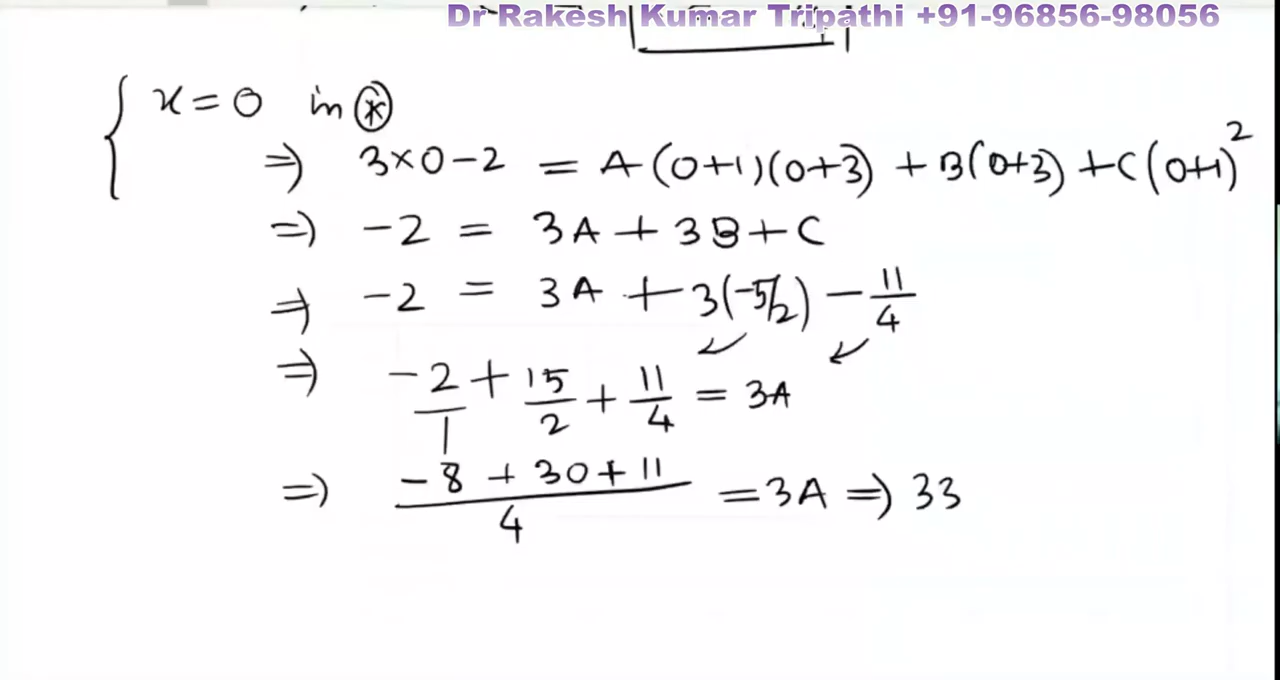 Dr Rakesh Kumar Tripathi +91-96856-98056
x = 0 in ⊛
⇒ 3×0-2 = A(0+1)(0+3) + B(0+3) + C(0+1)²
⇒ -2 = 3A + 3B + C
⇒ -2 = 3A + 3(-5/2) - 11/4
⇒ -2/1 + 15/2 + 11/4 = 3A
⇒ (-8 + 30 + 11)/4 = 3A ⇒ 33